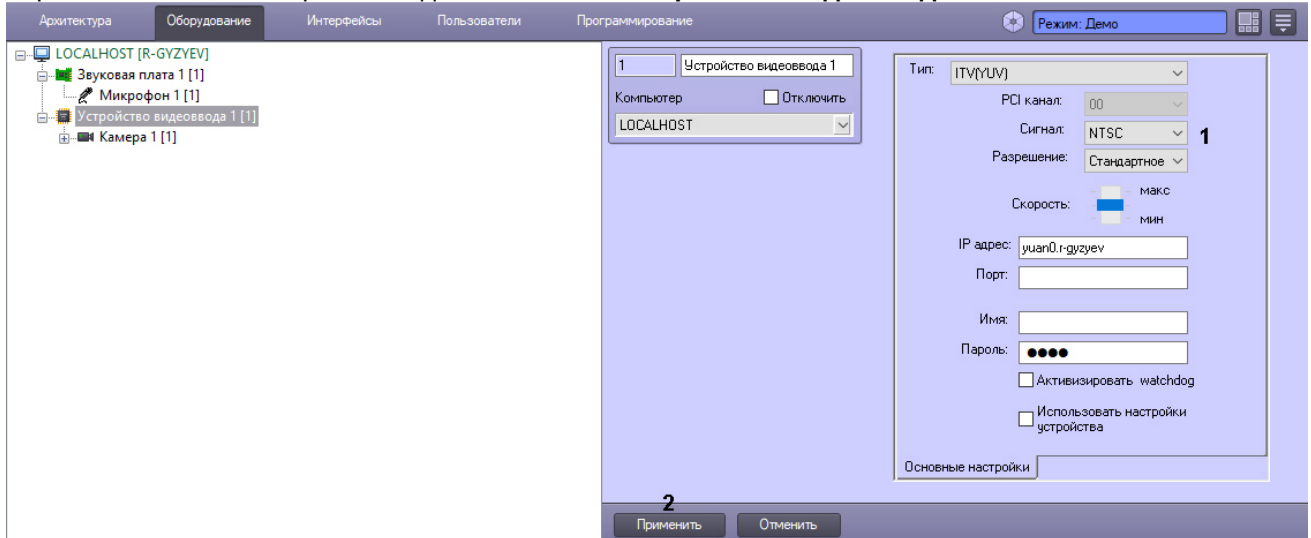 Архитектура Оборудование Интерфейсы Пользователи Программирование Режим: Демо
LOCALHOST [R-GYZYEV]
Звуковая плата 1 [1]
Микрофон 1 [1]
Устройство видеоввода 1 [1]
Камера 1 [1]
1 Устройство видеоввода 1
Компьютер Отключить
LOCALHOST
Тип: ITV(YUV)
PCI канал: 00
Сигнал: NTSC 1
Разрешение: Стандартное
макс
Скорость:
мин
IP адрес: yuan0.r-gyzyev
Порт:
Имя:
Пароль: ●●●●
Активизировать watchdog
Использовать настройки
устройства
Основные настройки
2
Применить Отменить